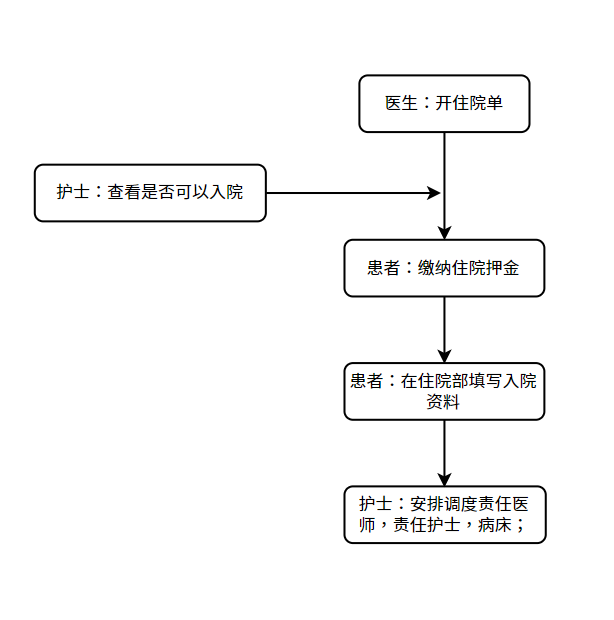 医生：开住院单
护士：查看是否可以入院
患者：缴纳住院押金
患者：在住院部填写入院
资料
护士：安排调度责任医
师，责任护士，病床；